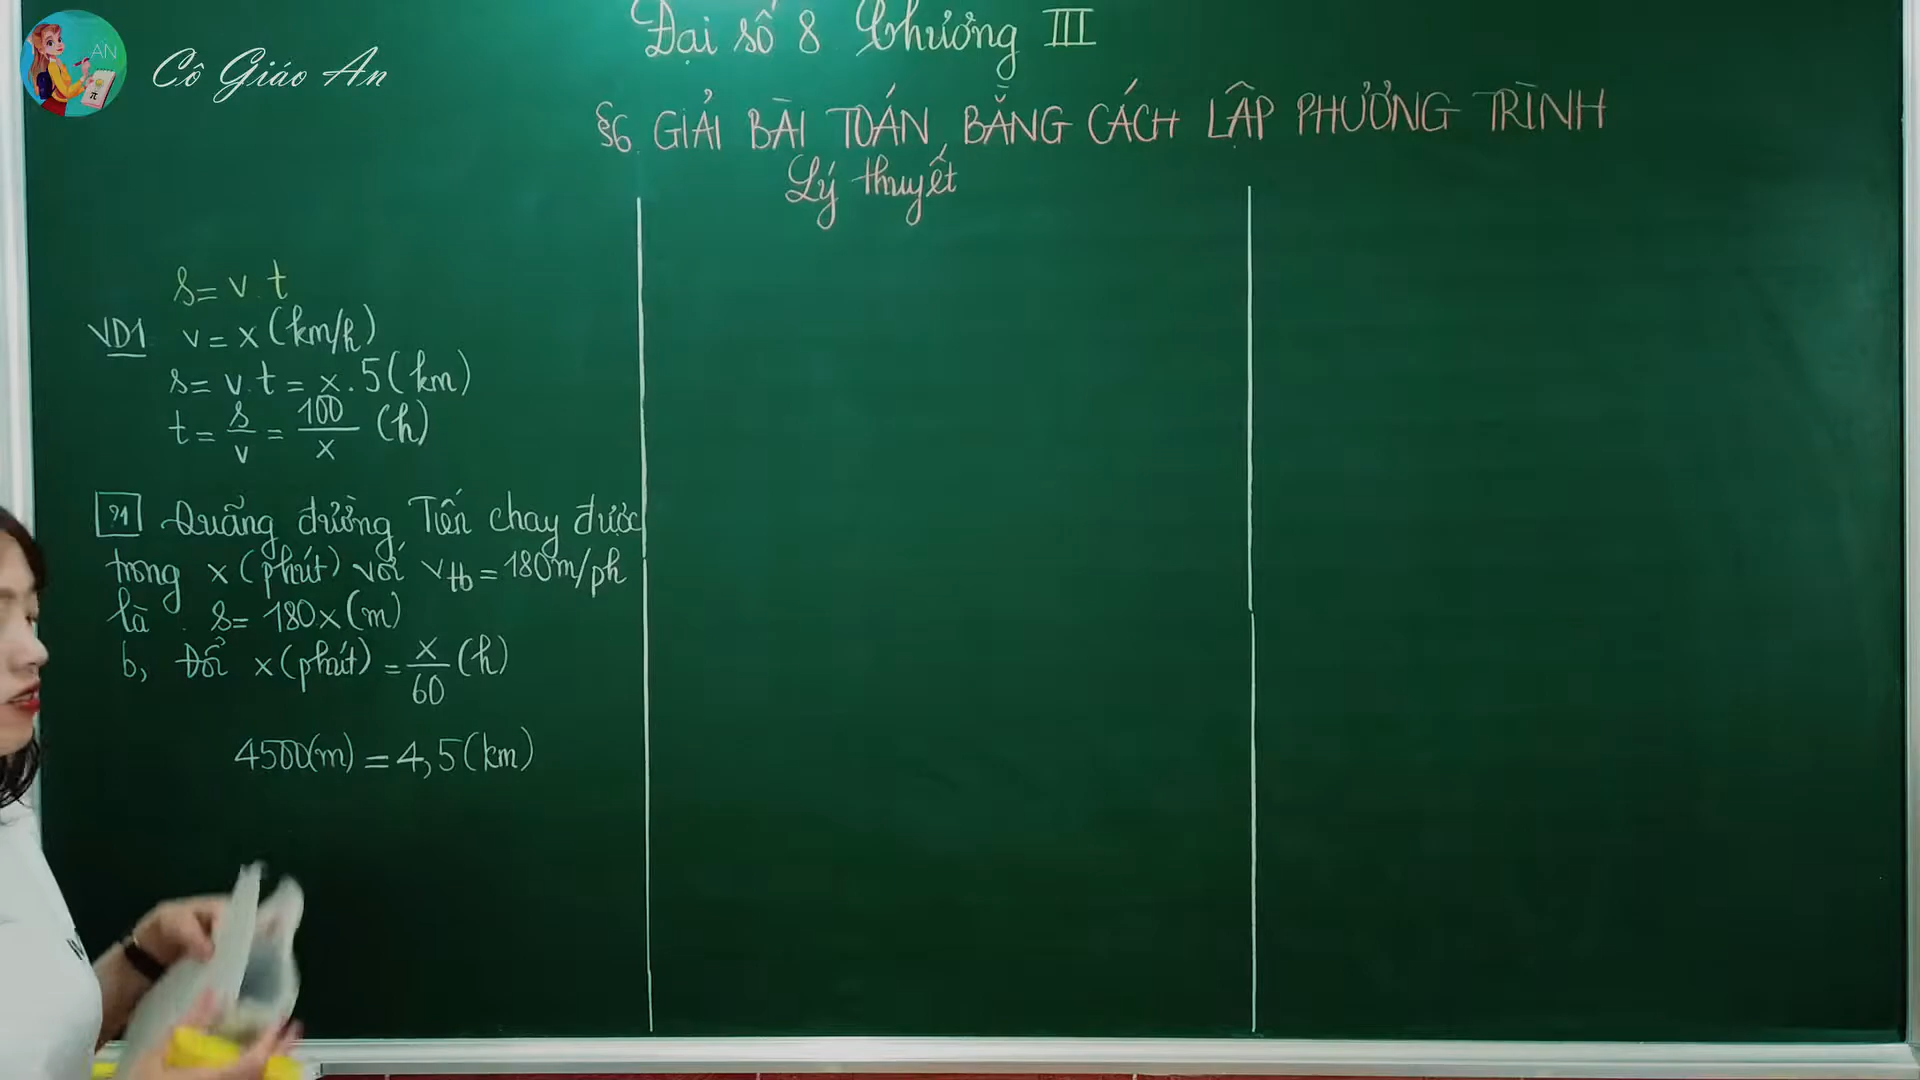 AN
Cô Giáo An
Đại số 8 Chương III
§6. GIẢI BÀI TOÁN BẰNG CÁCH LẬP PHƯƠNG TRÌNH
Lý thuyết
s = v.t
VD1 v = x (km/h)
s = v.t = x.5 (km)
t = s/v = 100/x (h)
?1 Quãng đường Tiến chạy được
trong x (phút) với vtb = 180m/ph
là s = 180x (m)
b, Đổi x (phút) = x/60 (h)
4500(m) = 4,5 (km)